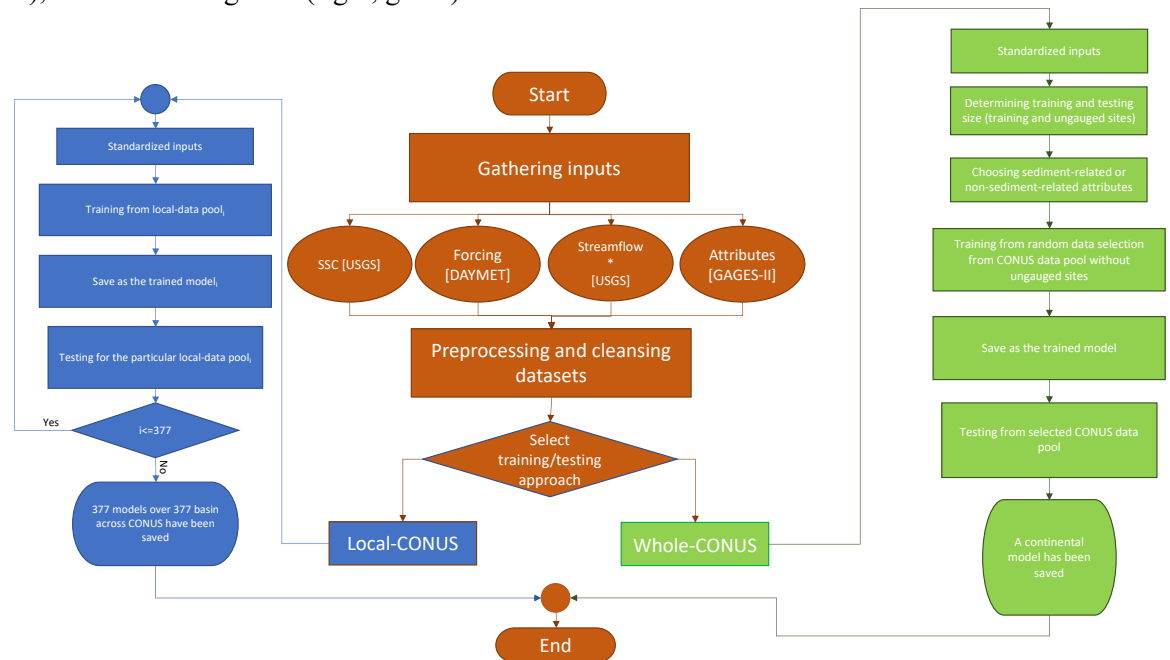 Start
Gathering inputs
SSC [USGS]
Forcing
[DAYMET]
Streamflow
*
[USGS]
Attributes
[GAGES-II]
Preprocessing and cleansing
datasets
Select
training/testing
approach
Local-CONUS
Whole-CONUS
End
Standardized inputs
Training from local-data poolᵢ
Save as the trained modelᵢ
Testing for the particular local-data poolᵢ
Yes
i<=377
No
377 models over 377 basin
across CONUS have been
saved
Standardized inputs
Determining training and testing
size (training and ungauged sites)
Choosing sediment-related or
non-sediment-related attributes
Training from random data selection
from CONUS data pool without
ungauged sites
Save as the trained model
Testing from selected CONUS data
pool
A continental
model has been
saved